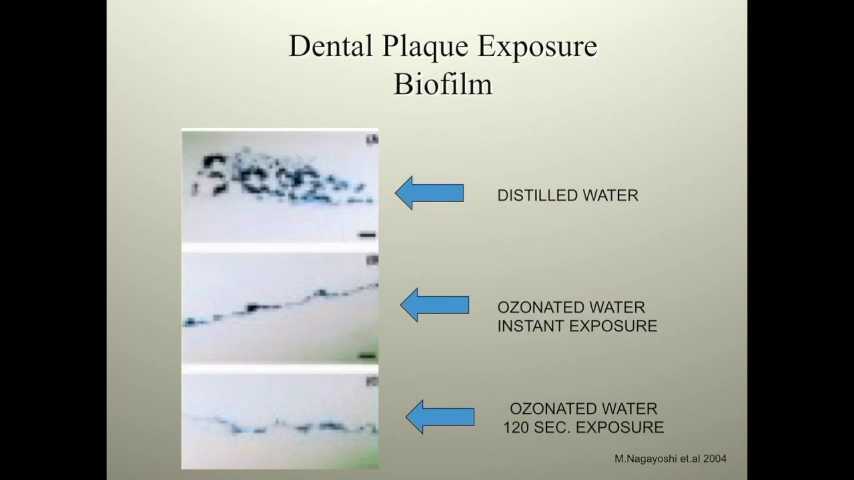 Dental Plaque Exposure
Biofilm
DISTILLED WATER
OZONATED WATER
INSTANT EXPOSURE
OZONATED WATER
120 SEC. EXPOSURE
M.Nagayoshi et.al 2004